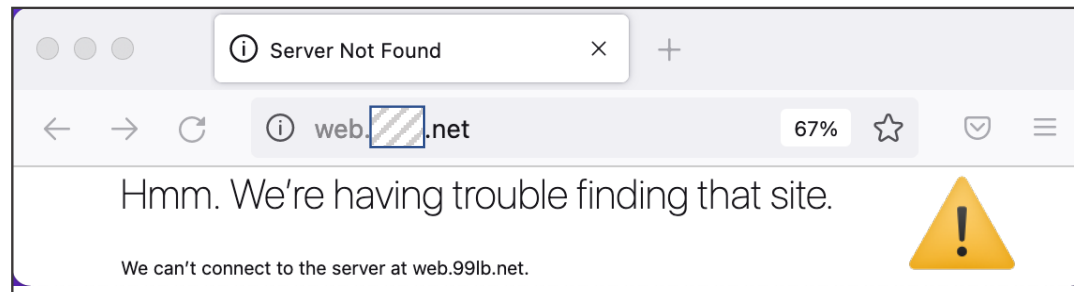 Server Not Found
web. .net
67%
Hmm. We're having trouble finding that site.
We can't connect to the server at web.99lb.net.